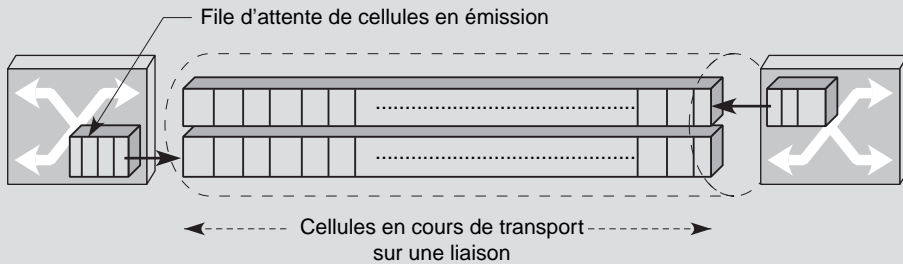 File d'attente de cellules en émission
Cellules en cours de transport
sur une liaison